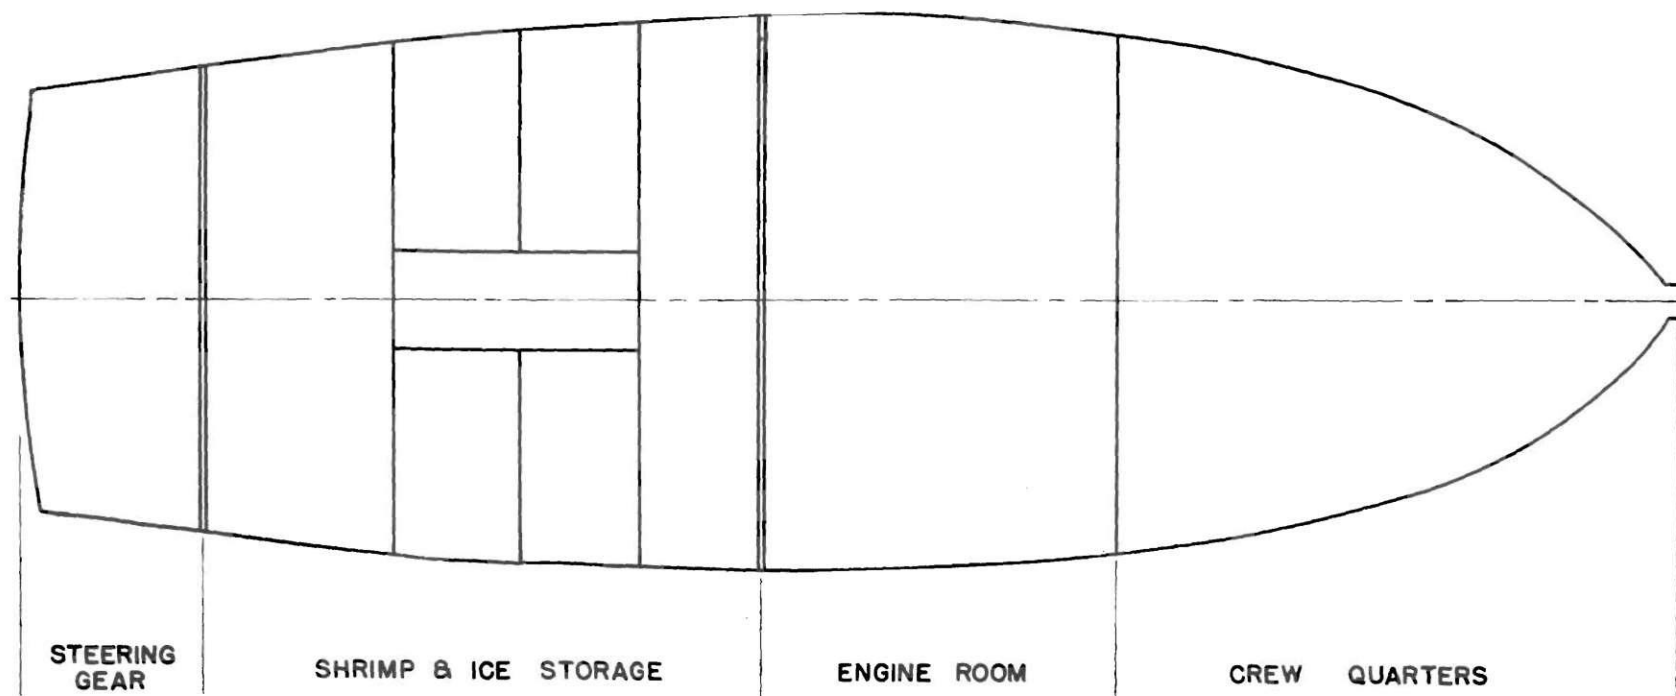 STEERING
GEAR
SHRIMP & ICE STORAGE
ENGINE ROOM
CREW QUARTERS